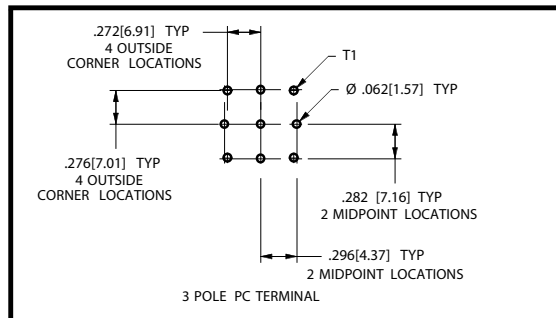 .272[6.91] TYP
4 OUTSIDE
CORNER LOCATIONS
T1
Ø .062[1.57] TYP
.276[7.01] TYP
4 OUTSIDE
CORNER LOCATIONS
.282 [7.16] TYP
2 MIDPOINT LOCATIONS
.296[4.37] TYP
2 MIDPOINT LOCATIONS
3 POLE PC TERMINAL